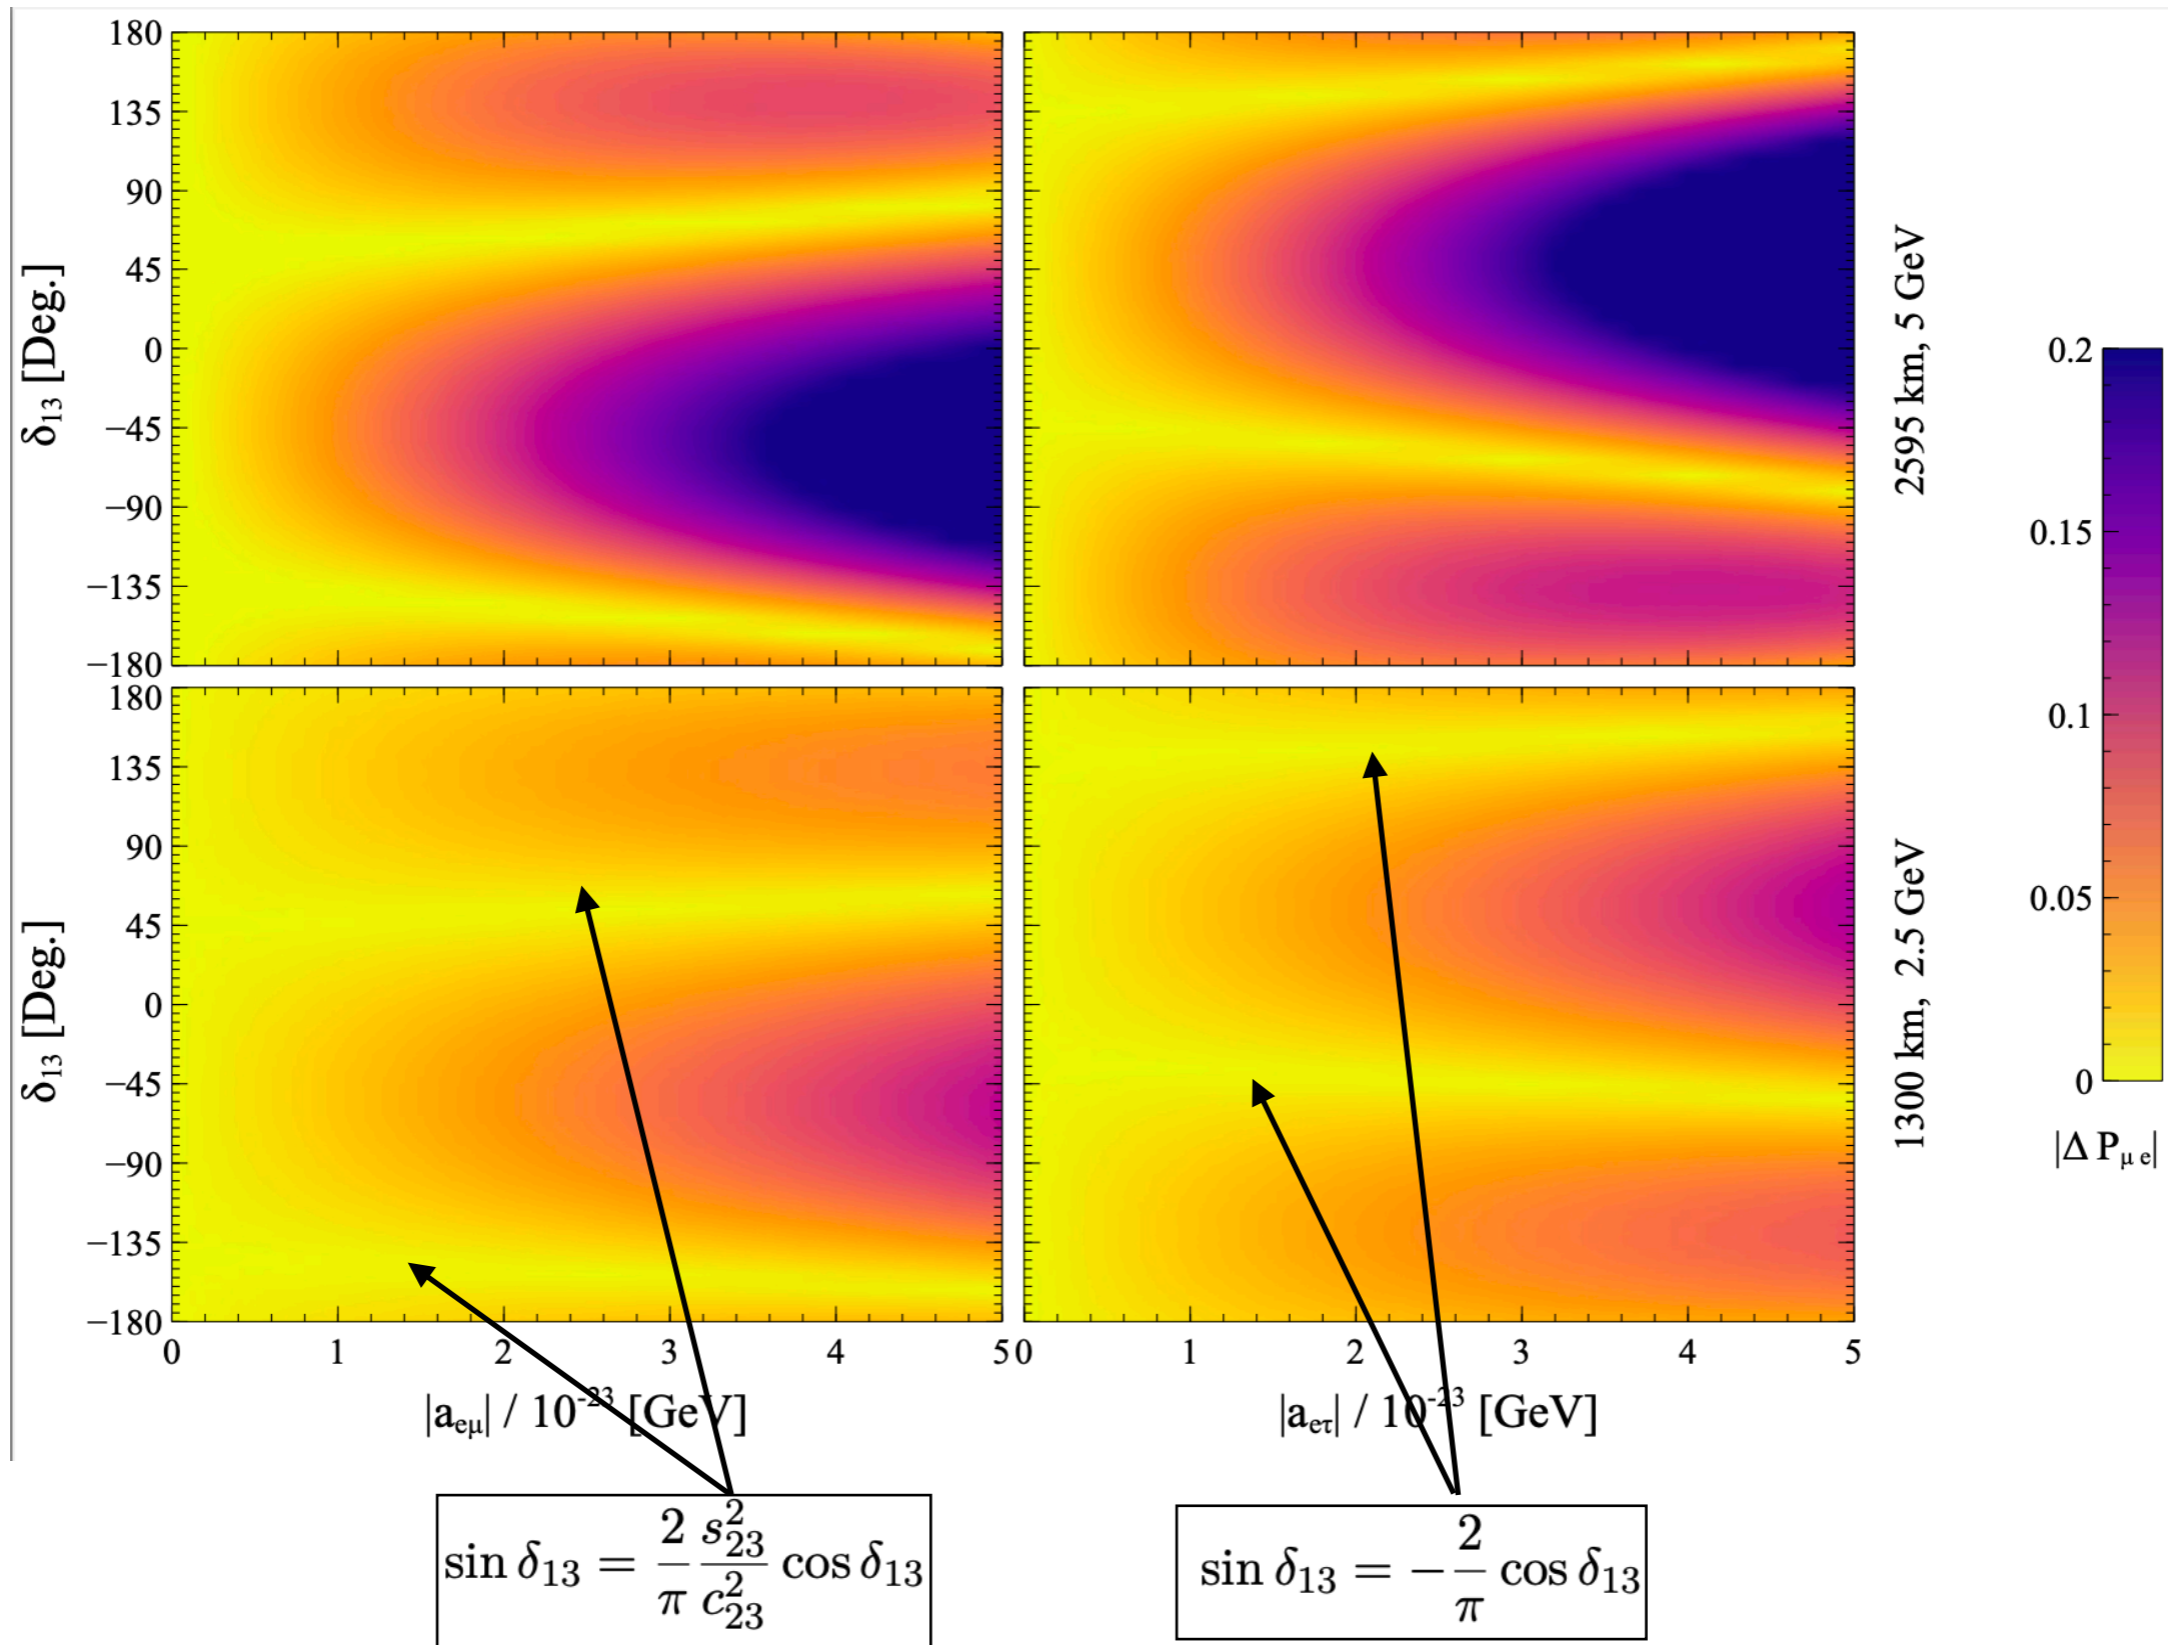 180
135
90
45
0
−45
−90
−135
−180
δ13 [Deg.]
2595 km, 5 GeV
180
135
90
45
0
−45
−90
−135
−180
δ13 [Deg.]
1300 km, 2.5 GeV
0 1 2 3 4 5
0 1 2 3 4 5
|aeμ| / 10^-23 [GeV]
|aeτ| / 10^-23 [GeV]
0.2
0.15
0.1
0.05
0
|Δ Pμ e|
sin δ13 = 2/π s²23/c²23 cos δ13
sin δ13 = −2/π cos δ13